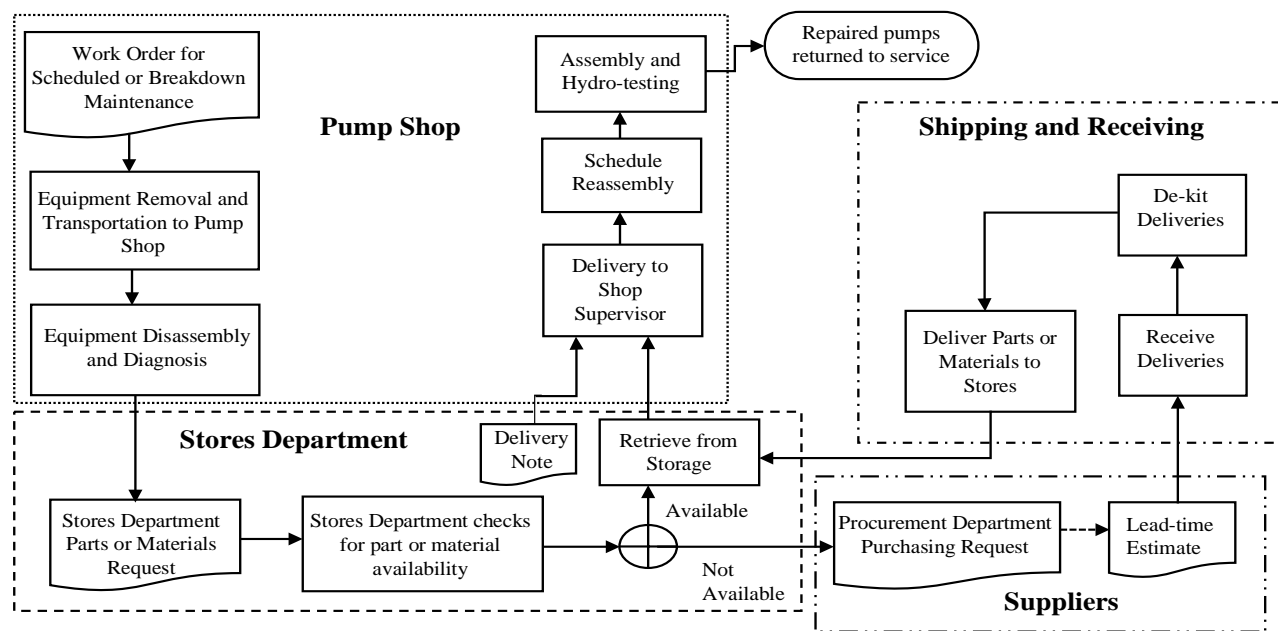 Work Order for
Scheduled or Breakdown
Maintenance
Pump Shop
Equipment Removal and
Transportation to Pump
Shop
Equipment Disassembly
and Diagnosis
Assembly and
Hydro-testing
Schedule
Reassembly
Delivery to
Shop
Supervisor
Repaired pumps
returned to service
Shipping and Receiving
De-kit
Deliveries
Receive
Deliveries
Deliver Parts or
Materials to
Stores
Stores Department
Delivery
Note
Retrieve from
Storage
Stores Department
Parts or Materials
Request
Stores Department checks
for part or material
availability
Available
Not
Available
Procurement Department
Purchasing Request
Lead-time
Estimate
Suppliers